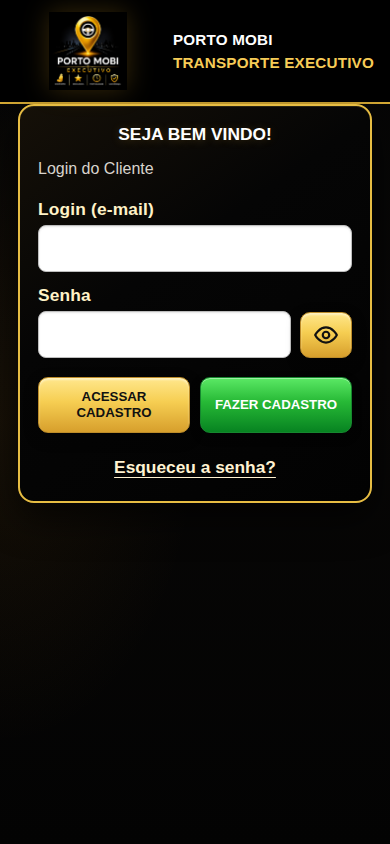 PORTO MOBI
EXECUTIVO
PORTO MOBI
TRANSPORTE EXECUTIVO
SEJA BEM VINDO!
Login do Cliente
Login (e-mail)
Senha
ACESSAR
CADASTRO
FAZER CADASTRO
Esqueceu a senha?